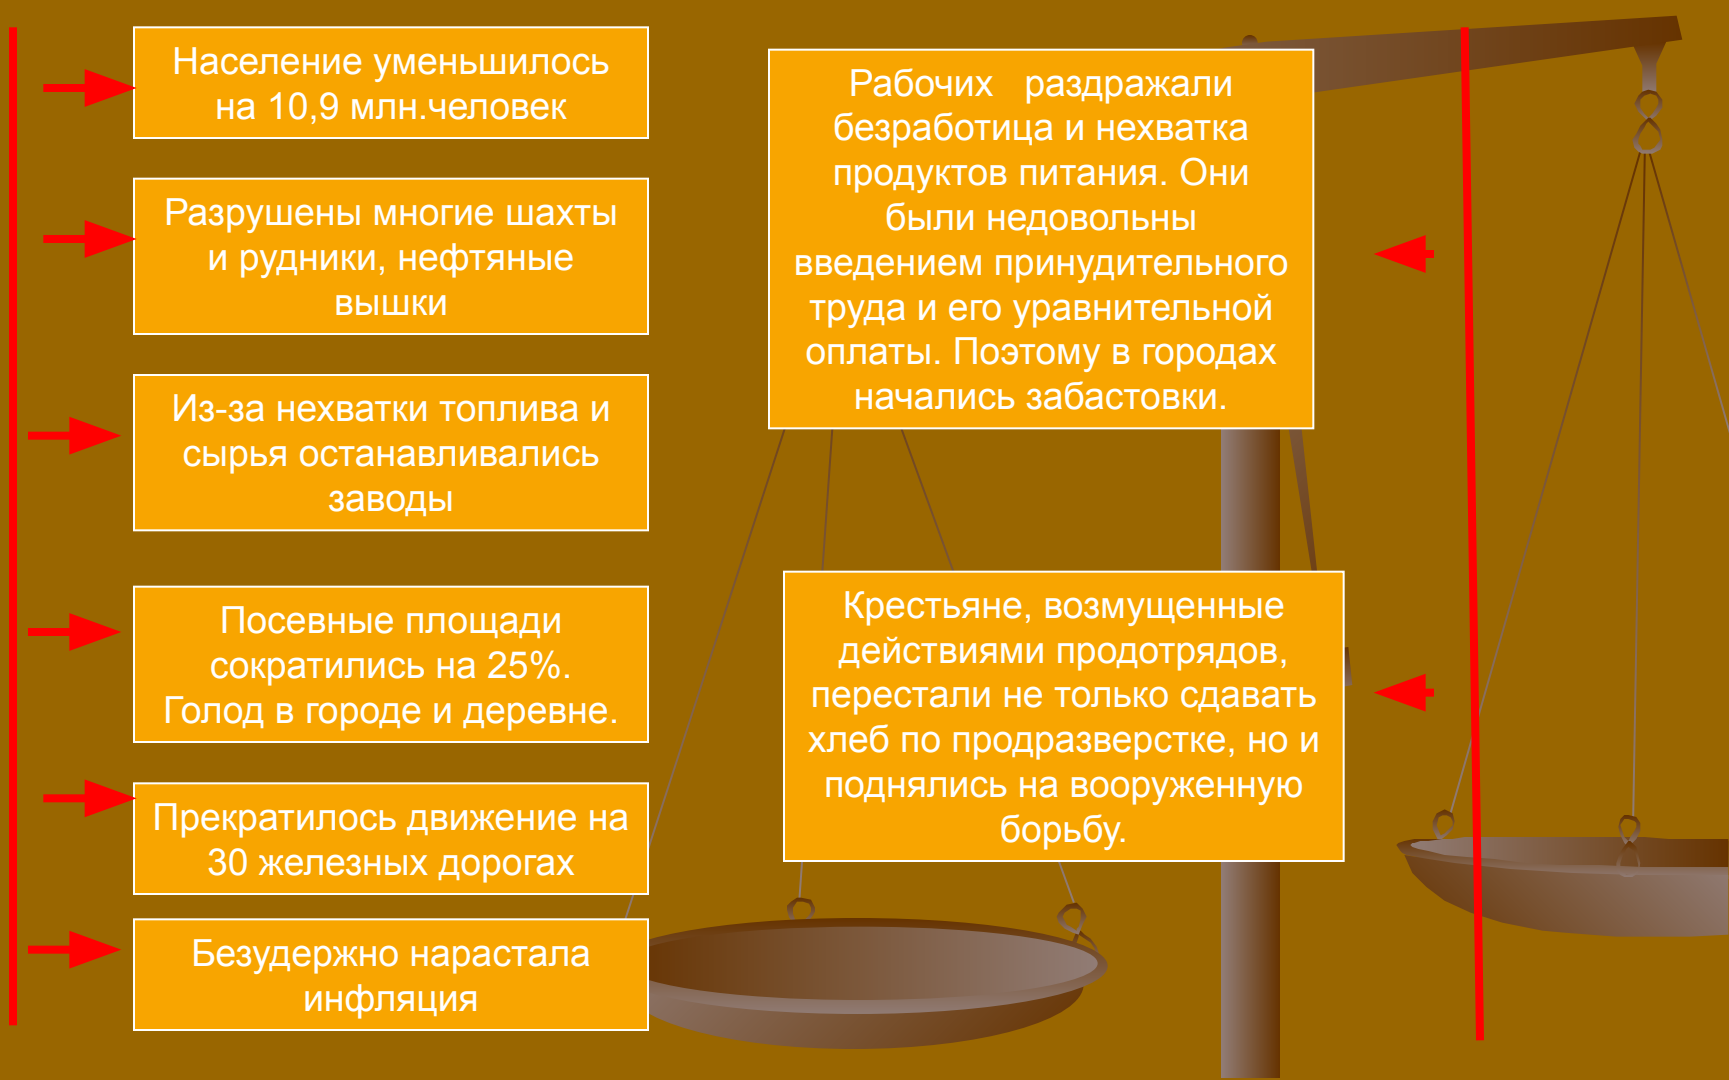 Население уменьшилось
на 10,9 млн.человек
Разрушены многие шахты
и рудники, нефтяные
вышки
Из-за нехватки топлива и
сырья останавливались
заводы
Посевные площади
сократились на 25%.
Голод в городе и деревне.
Прекратилось движение на
30 железных дорогах
Безудержно нарастала
инфляция
Рабочих раздражали
безработица и нехватка
продуктов питания. Они
были недовольны
введением принудительного
труда и его уравнительной
оплаты. Поэтому в городах
начались забастовки.
Крестьяне, возмущенные
действиями продотрядов,
перестали не только сдавать
хлеб по продразверстке, но и
поднялись на вооруженную
борьбу.